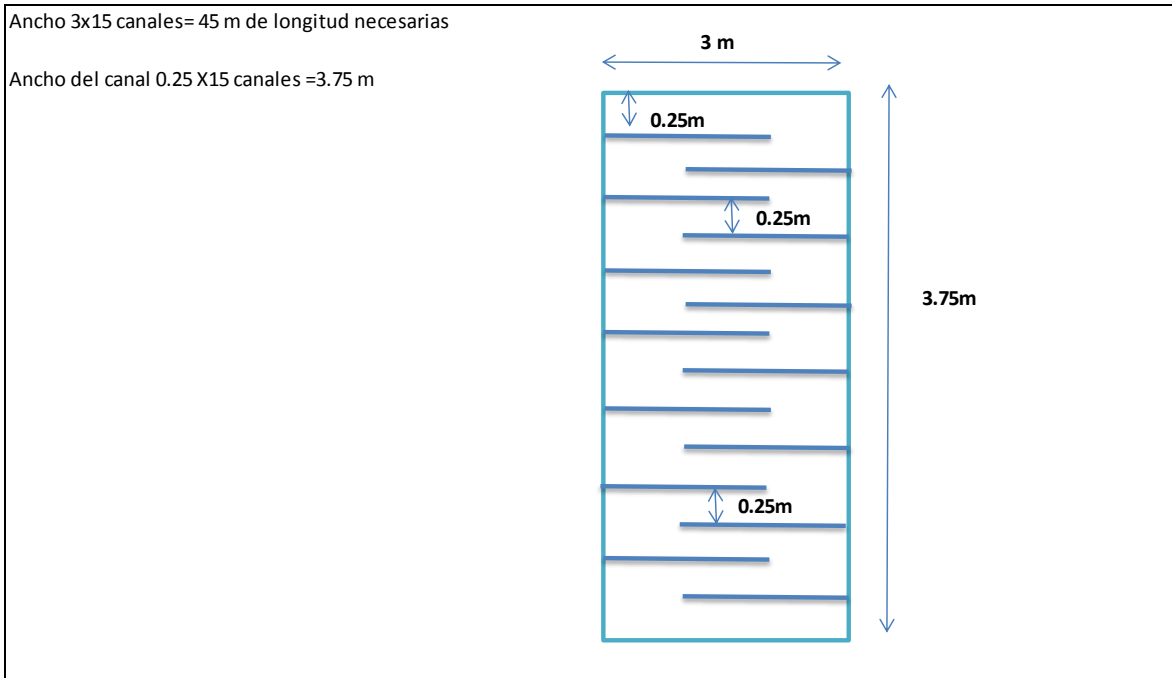 Ancho 3x15 canales= 45 m de longitud necesarias
3 m
Ancho del canal 0.25 X15 canales =3.75 m
0.25m
0.25m
3.75m
0.25m